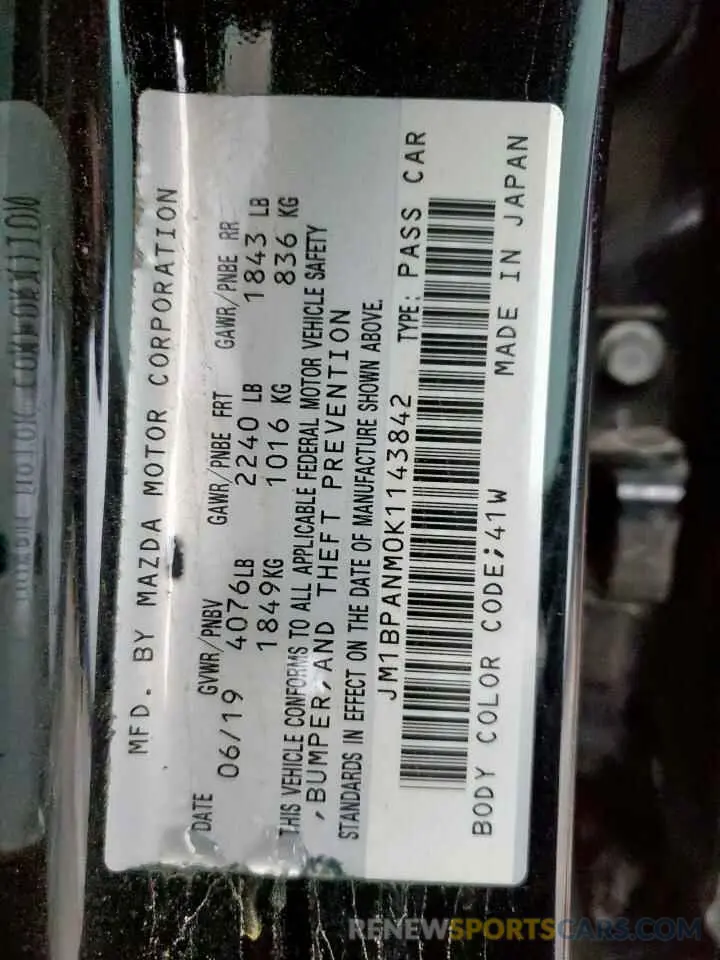 MFD. BY MAZDA MOTOR CORPORATION
DATE GVWR/PNBV GAWR/PNBE FRT GAWR/PNBE RR
06/19 4076LB 2240 LB 1843 LB
1849KG 1016 KG 836 KG
THIS VEHICLE CONFORMS TO ALL APPLICABLE FEDERAL MOTOR VEHICLE SAFETY
,BUMPER,AND THEFT PREVENTION
STANDARDS IN EFFECT ON THE DATE OF MANUFACTURE SHOWN ABOVE.
JM1BPANM0K1143842 TYPE: PASS CAR
BODY COLOR CODE;41W MADE IN JAPAN
RENEWSPORTSCARS.COM